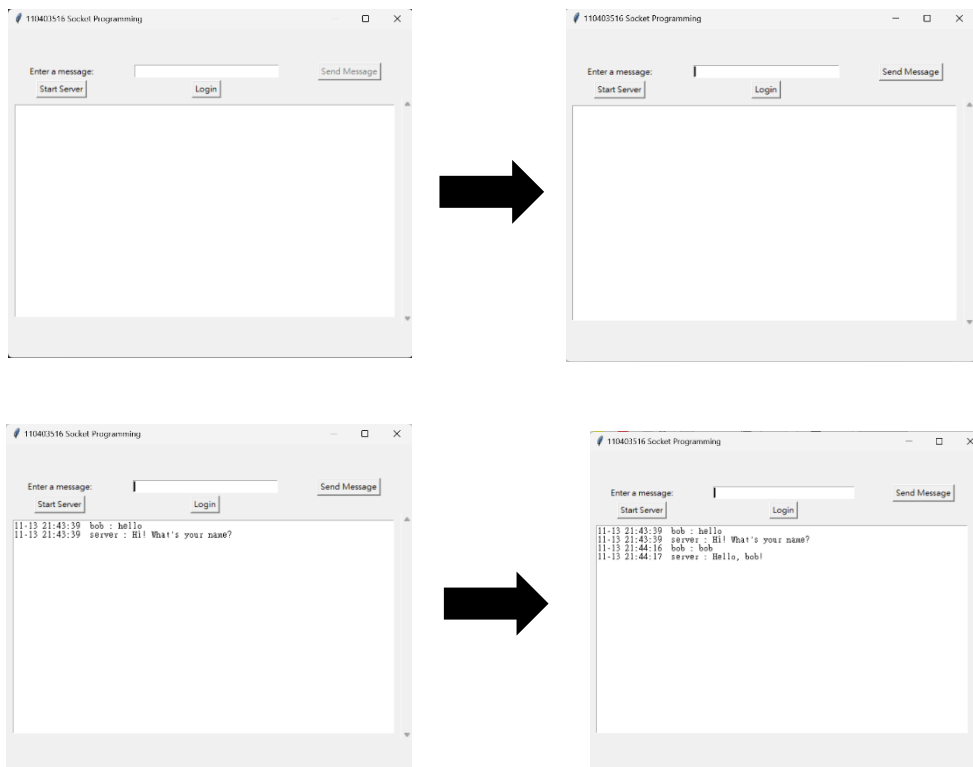 110403516 Socket Programming
Enter a message:
Send Message
Start Server
Login
110403516 Socket Programming
Enter a message:
Send Message
Start Server
Login
110403516 Socket Programming
Enter a message:
Send Message
Start Server
Login
11-13 21:43:39 bob : hello
11-13 21:43:39 server : Hi! What's your name?
110403516 Socket Programming
Enter a message:
Send Message
Start Server
Login
11-13 21:43:39 bob : hello
11-13 21:43:39 server : Hi! What's your name?
11-13 21:44:16 bob : bob
11-13 21:44:17 server : Hello, bob!